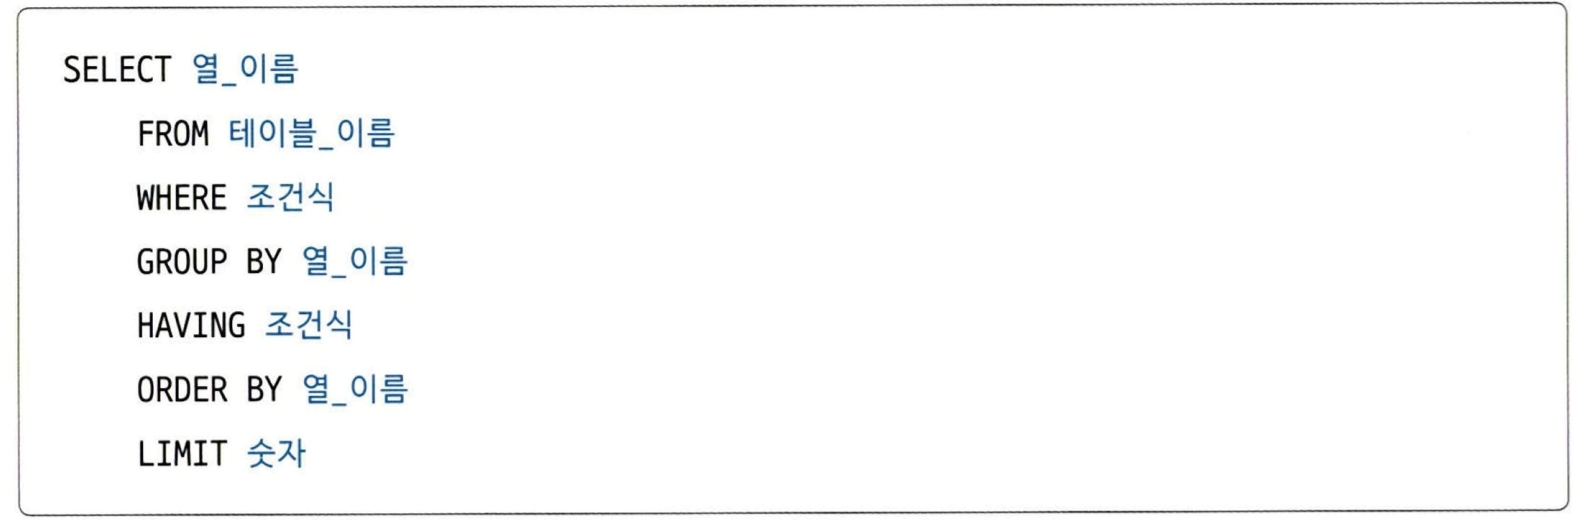 SELECT 열_이름
FROM 테이블_이름
WHERE 조건식
GROUP BY 열_이름
HAVING 조건식
ORDER BY 열_이름
LIMIT 숫자